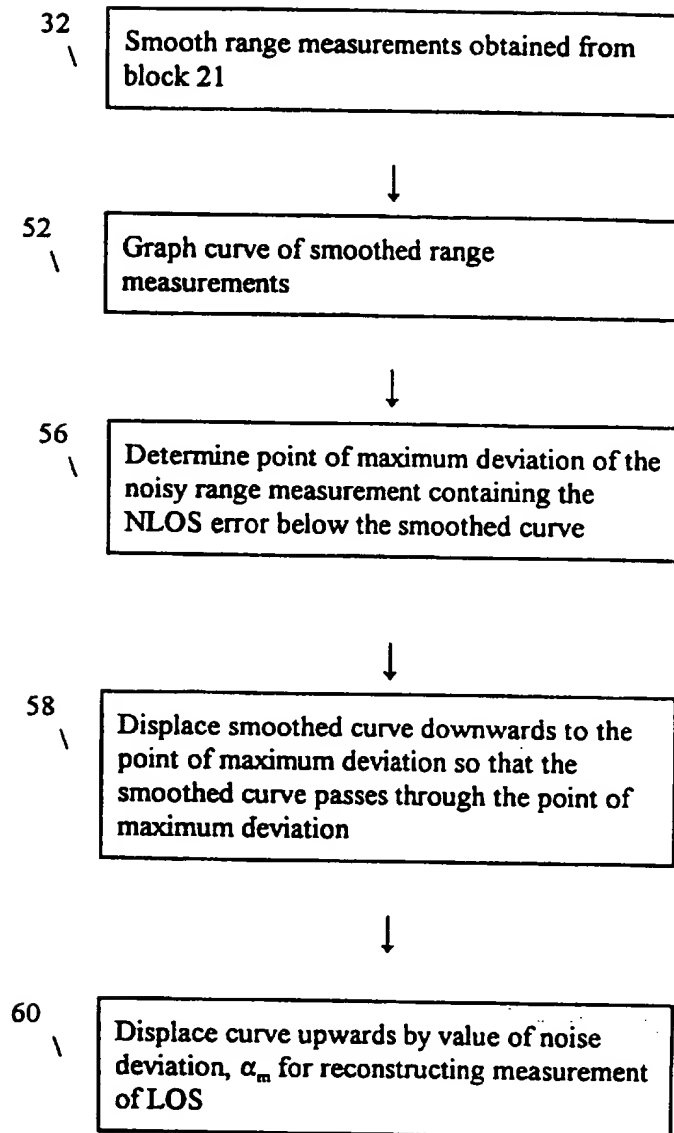 32
Smooth range measurements obtained from
block 21
52
Graph curve of smoothed range
measurements
56
Determine point of maximum deviation of the
noisy range measurement containing the
NLOS error below the smoothed curve
58
Displace smoothed curve downwards to the
point of maximum deviation so that the
smoothed curve passes through the point of
maximum deviation
60
Displace curve upwards by value of noise
deviation, αₘ for reconstructing measurement
of LOS